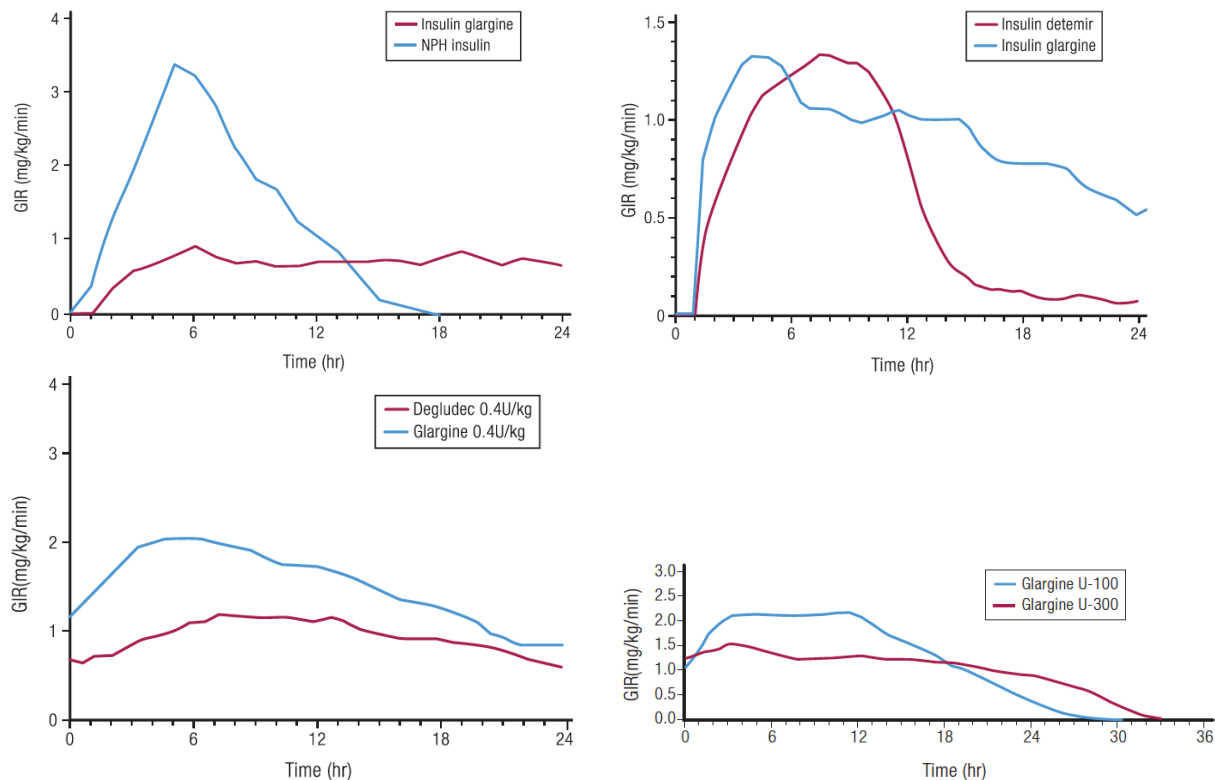 4
3
2
1
0
GIR (mg/kg/min)
Insulin glargine
NPH insulin
0 6 12 18 24
Time (hr)
1.5
1.0
0.5
0
GIR (mg/kg/min)
Insulin detemir
Insulin glargine
0 6 12 18 24
Time (hr)
4
3
2
1
0
GIR(mg/kg/min)
Degludec 0.4U/kg
Glargine 0.4U/kg
0 6 12 18 24
Time (hr)
3.0
2.5
2.0
1.5
1.0
0.5
0.0
GIR(mg/kg/min)
Glargine U-100
Glargine U-300
0 6 12 18 24 30 36
Time (hr)